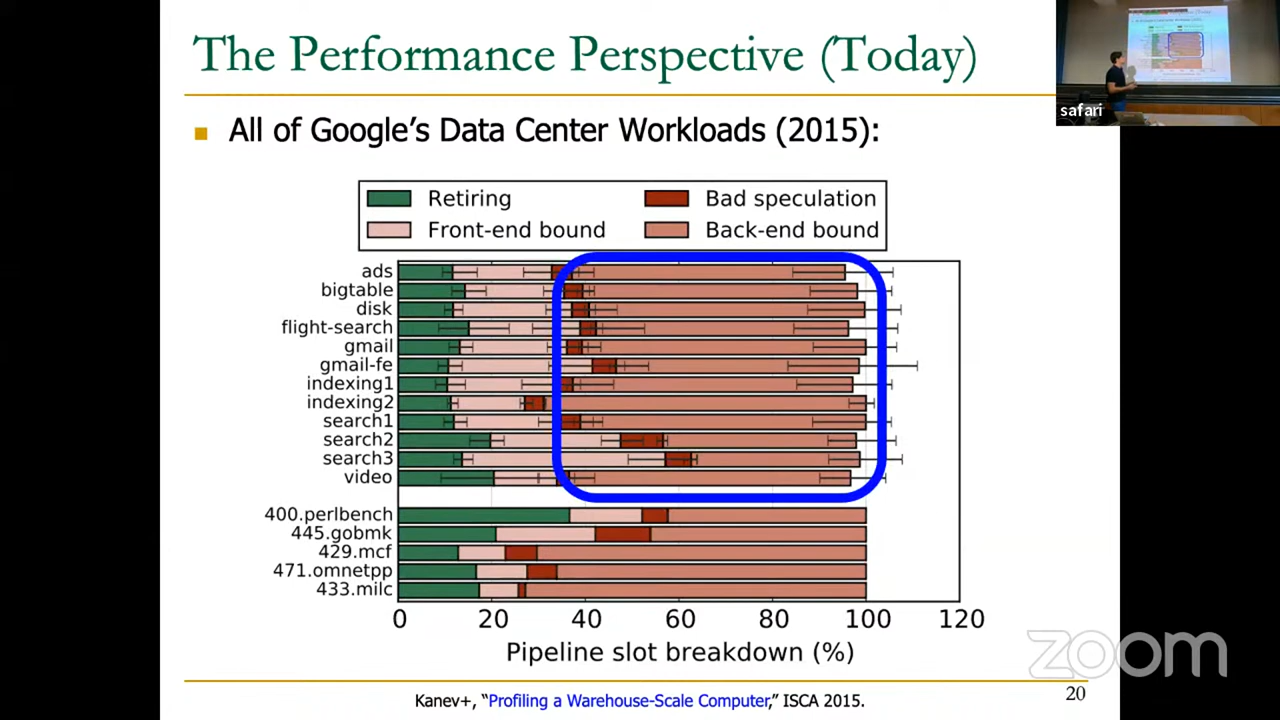 The Performance Perspective (Today)
safari
All of Google's Data Center Workloads (2015):
Retiring
Bad speculation
Front-end bound
Back-end bound
ads
bigtable
disk
flight-search
gmail
gmail-fe
indexing1
indexing2
search1
search2
search3
video
400.perlbench
445.gobmk
429.mcf
471.omnetpp
433.milc
0 20 40 60 80 100 120
Pipeline slot breakdown (%)
zoom
Kanev+, “Profiling a Warehouse-Scale Computer,” ISCA 2015.
20